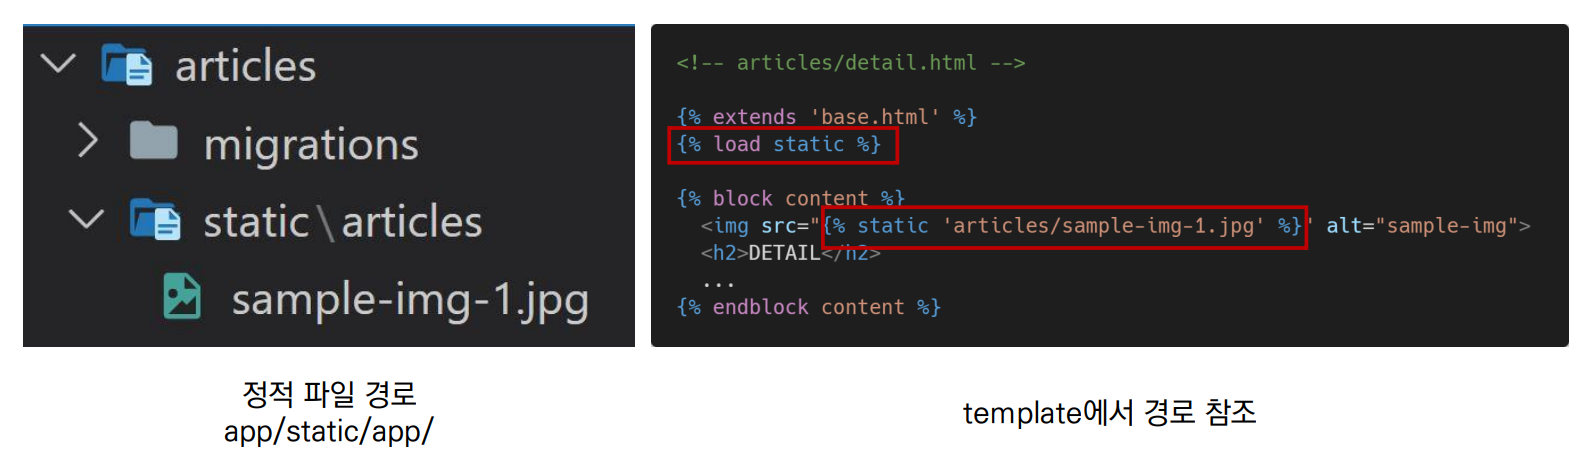 articles
migrations
static\articles
sample-img-1.jpg
정적 파일 경로
app/static/app/
<!-- articles/detail.html -->
{% extends 'base.html' %}
{% load static %}
{% block content %}
<img src="{% static 'articles/sample-img-1.jpg' %}" alt="sample-img">
<h2>DETAIL</h2>
...
{% endblock content %}
template에서 경로 참조